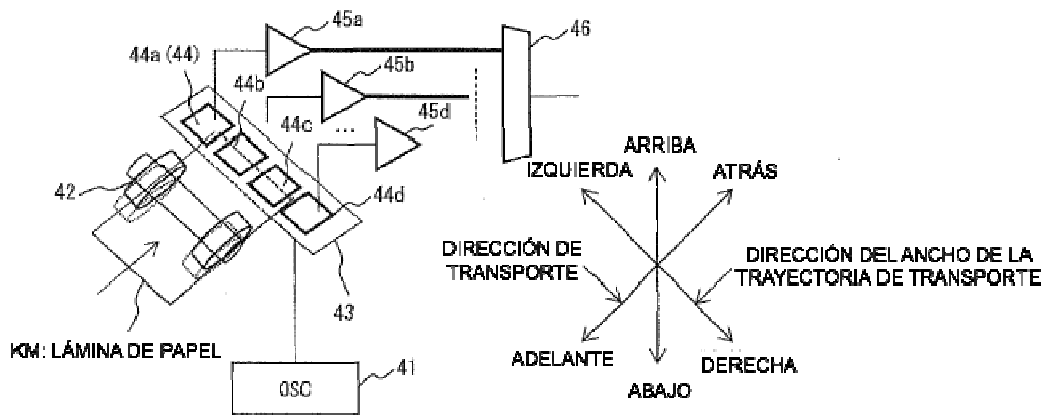 45a
46
44a (44)
44b
45b
44c
45d
...
42
44d
43
KM: LÁMINA DE PAPEL
OSC
41
ARRIBA
IZQUIERDA
ATRÁS
DIRECCIÓN DE
TRANSPORTE
DIRECCIÓN DEL ANCHO DE LA
TRAYECTORIA DE TRANSPORTE
ADELANTE
DERECHA
ABAJO